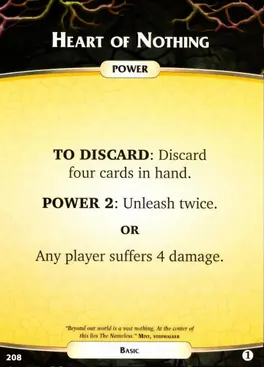 HEART OF NOTHING
POWER
TO DISCARD: Discard
four cards in hand.
POWER 2: Unleash twice.
OR
Any player suffers 4 damage.
"Beyond our world is a vast nothing. At the center of
this lies The Nameless." MIST, VOIDWALKER
BASIC
208
1